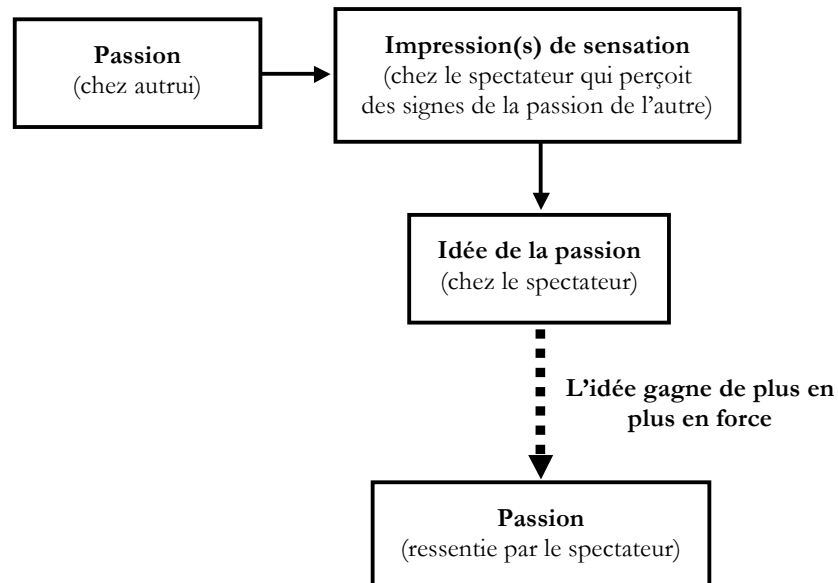 Passion
(chez autrui)
Impression(s) de sensation
(chez le spectateur qui perçoit
des signes de la passion de l’autre)
Idée de la passion
(chez le spectateur)
L’idée gagne de plus en
plus en force
Passion
(ressentie par le spectateur)